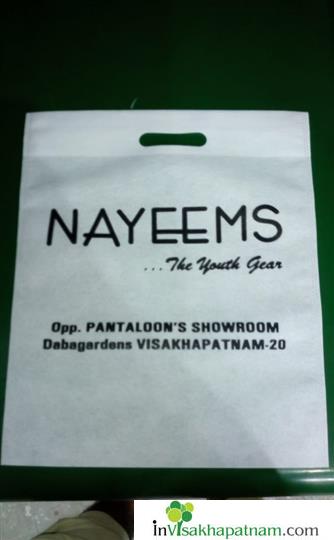 NAYEEMS
...The Youth Gear
Opp. PANTALOON'S SHOWROOM
Dabagardens VISAKHAPATNAM-20
inVisakhapatnam.com